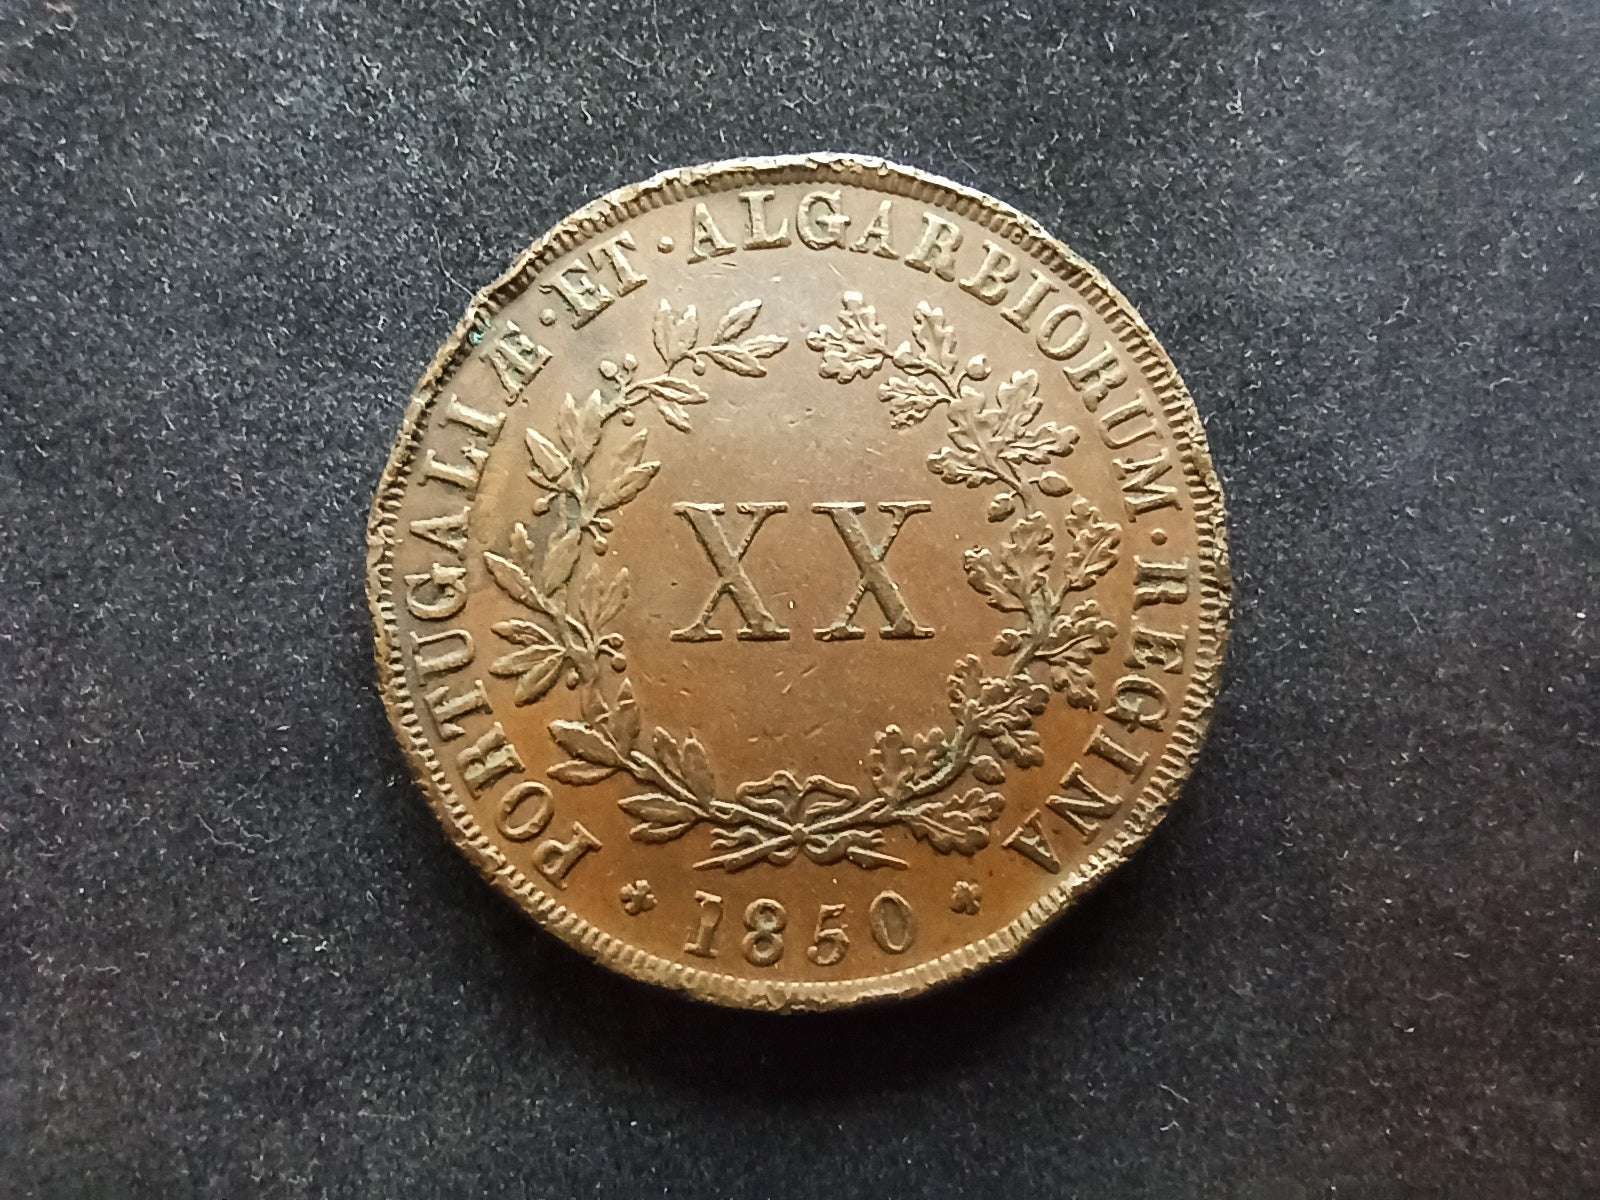 PORTUGALIÆ · ET · ALGARBIORUM · REGINA
XX
1850